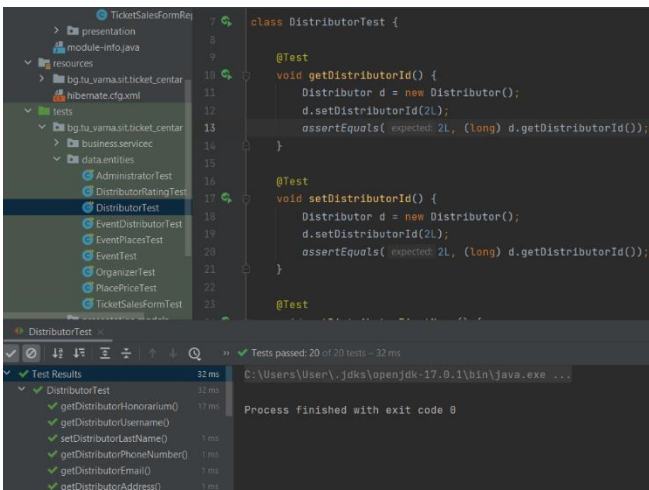 TicketSalesFormRe
presentation
module-info.java
resources
bg.tu_varna.sit.ticket_centar
hibernate.cfg.xml
tests
bg.tu_varna.sit.ticket_centar
business.servicec
data.entities
AdministratorTest
DistributorRatingTest
DistributorTest
EventDistributorTest
EventPlacesTest
EventTest
OrganizerTest
PlacePriceTest
TicketSalesFormTest
7 class DistributorTest {
8
9 @Test
10 void getDistributorId() {
11 Distributor d = new Distributor();
12 d.setDistributorId(2L);
13 assertEquals( expected: 2L, (long) d.getDistributorId());
14 }
15
16 @Test
17 void setDistributorId() {
18 Distributor d = new Distributor();
19 d.setDistributorId(2L);
20 assertEquals( expected: 2L, (long) d.getDistributorId());
21 }
22
23 @Test
DistributorTest ×
» Tests passed: 20 of 20 tests – 32 ms
Test Results 32 ms
DistributorTest 32 ms
getDistributorHonorarium() 17 ms
getDistributorUsername()
setDistributorLastName() 1 ms
getDistributorPhoneNumber() 1 ms
getDistributorEmail() 1 ms
getDistributorAddress() 1 ms
C:\Users\User\.jdks\openjdk-17.0.1\bin\java.exe ...
Process finished with exit code 0